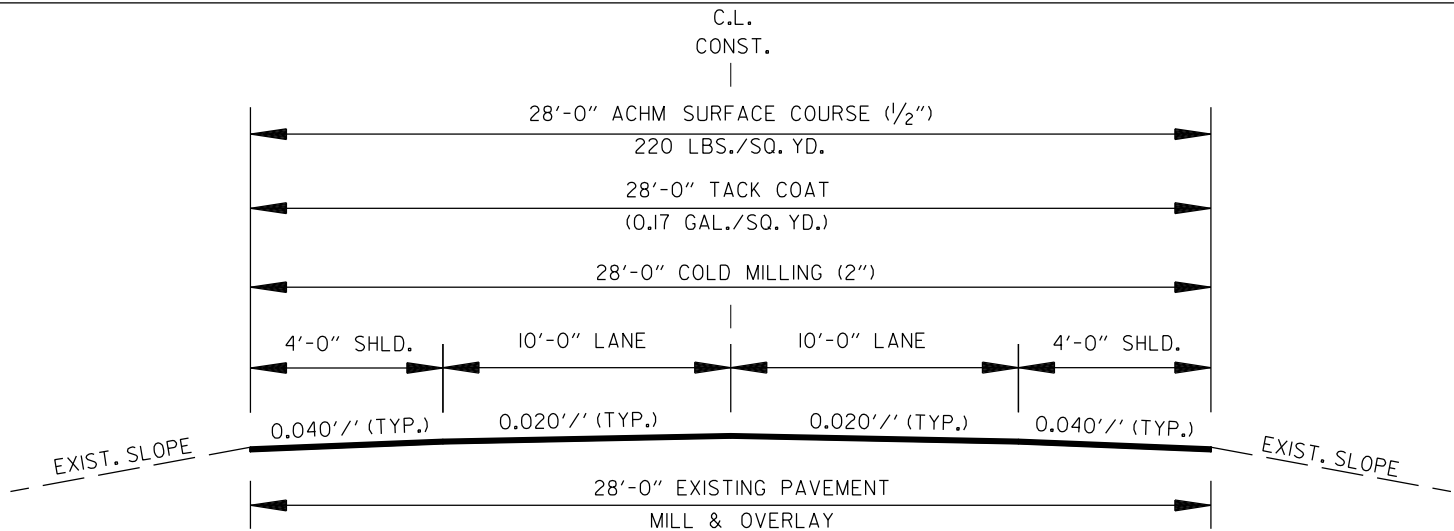 C.L.
CONST.
28'-0" ACHM SURFACE COURSE (1/2")
220 LBS./SQ. YD.
28'-0" TACK COAT
(0.17 GAL./SQ. YD.)
28'-0" COLD MILLING (2")
4'-0" SHLD. 10'-0" LANE 10'-0" LANE 4'-0" SHLD.
0.040'/' (TYP.) 0.020'/' (TYP.) 0.020'/' (TYP.) 0.040'/' (TYP.)
EXIST. SLOPE EXIST. SLOPE
28'-0" EXISTING PAVEMENT
MILL & OVERLAY